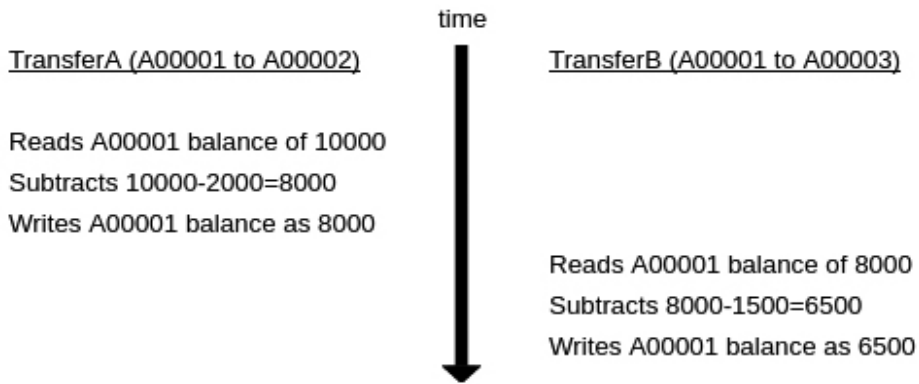 time
TransferA (A00001 to A00002)
TransferB (A00001 to A00003)
Reads A00001 balance of 10000
Subtracts 10000-2000=8000
Writes A00001 balance as 8000
Reads A00001 balance of 8000
Subtracts 8000-1500=6500
Writes A00001 balance as 6500